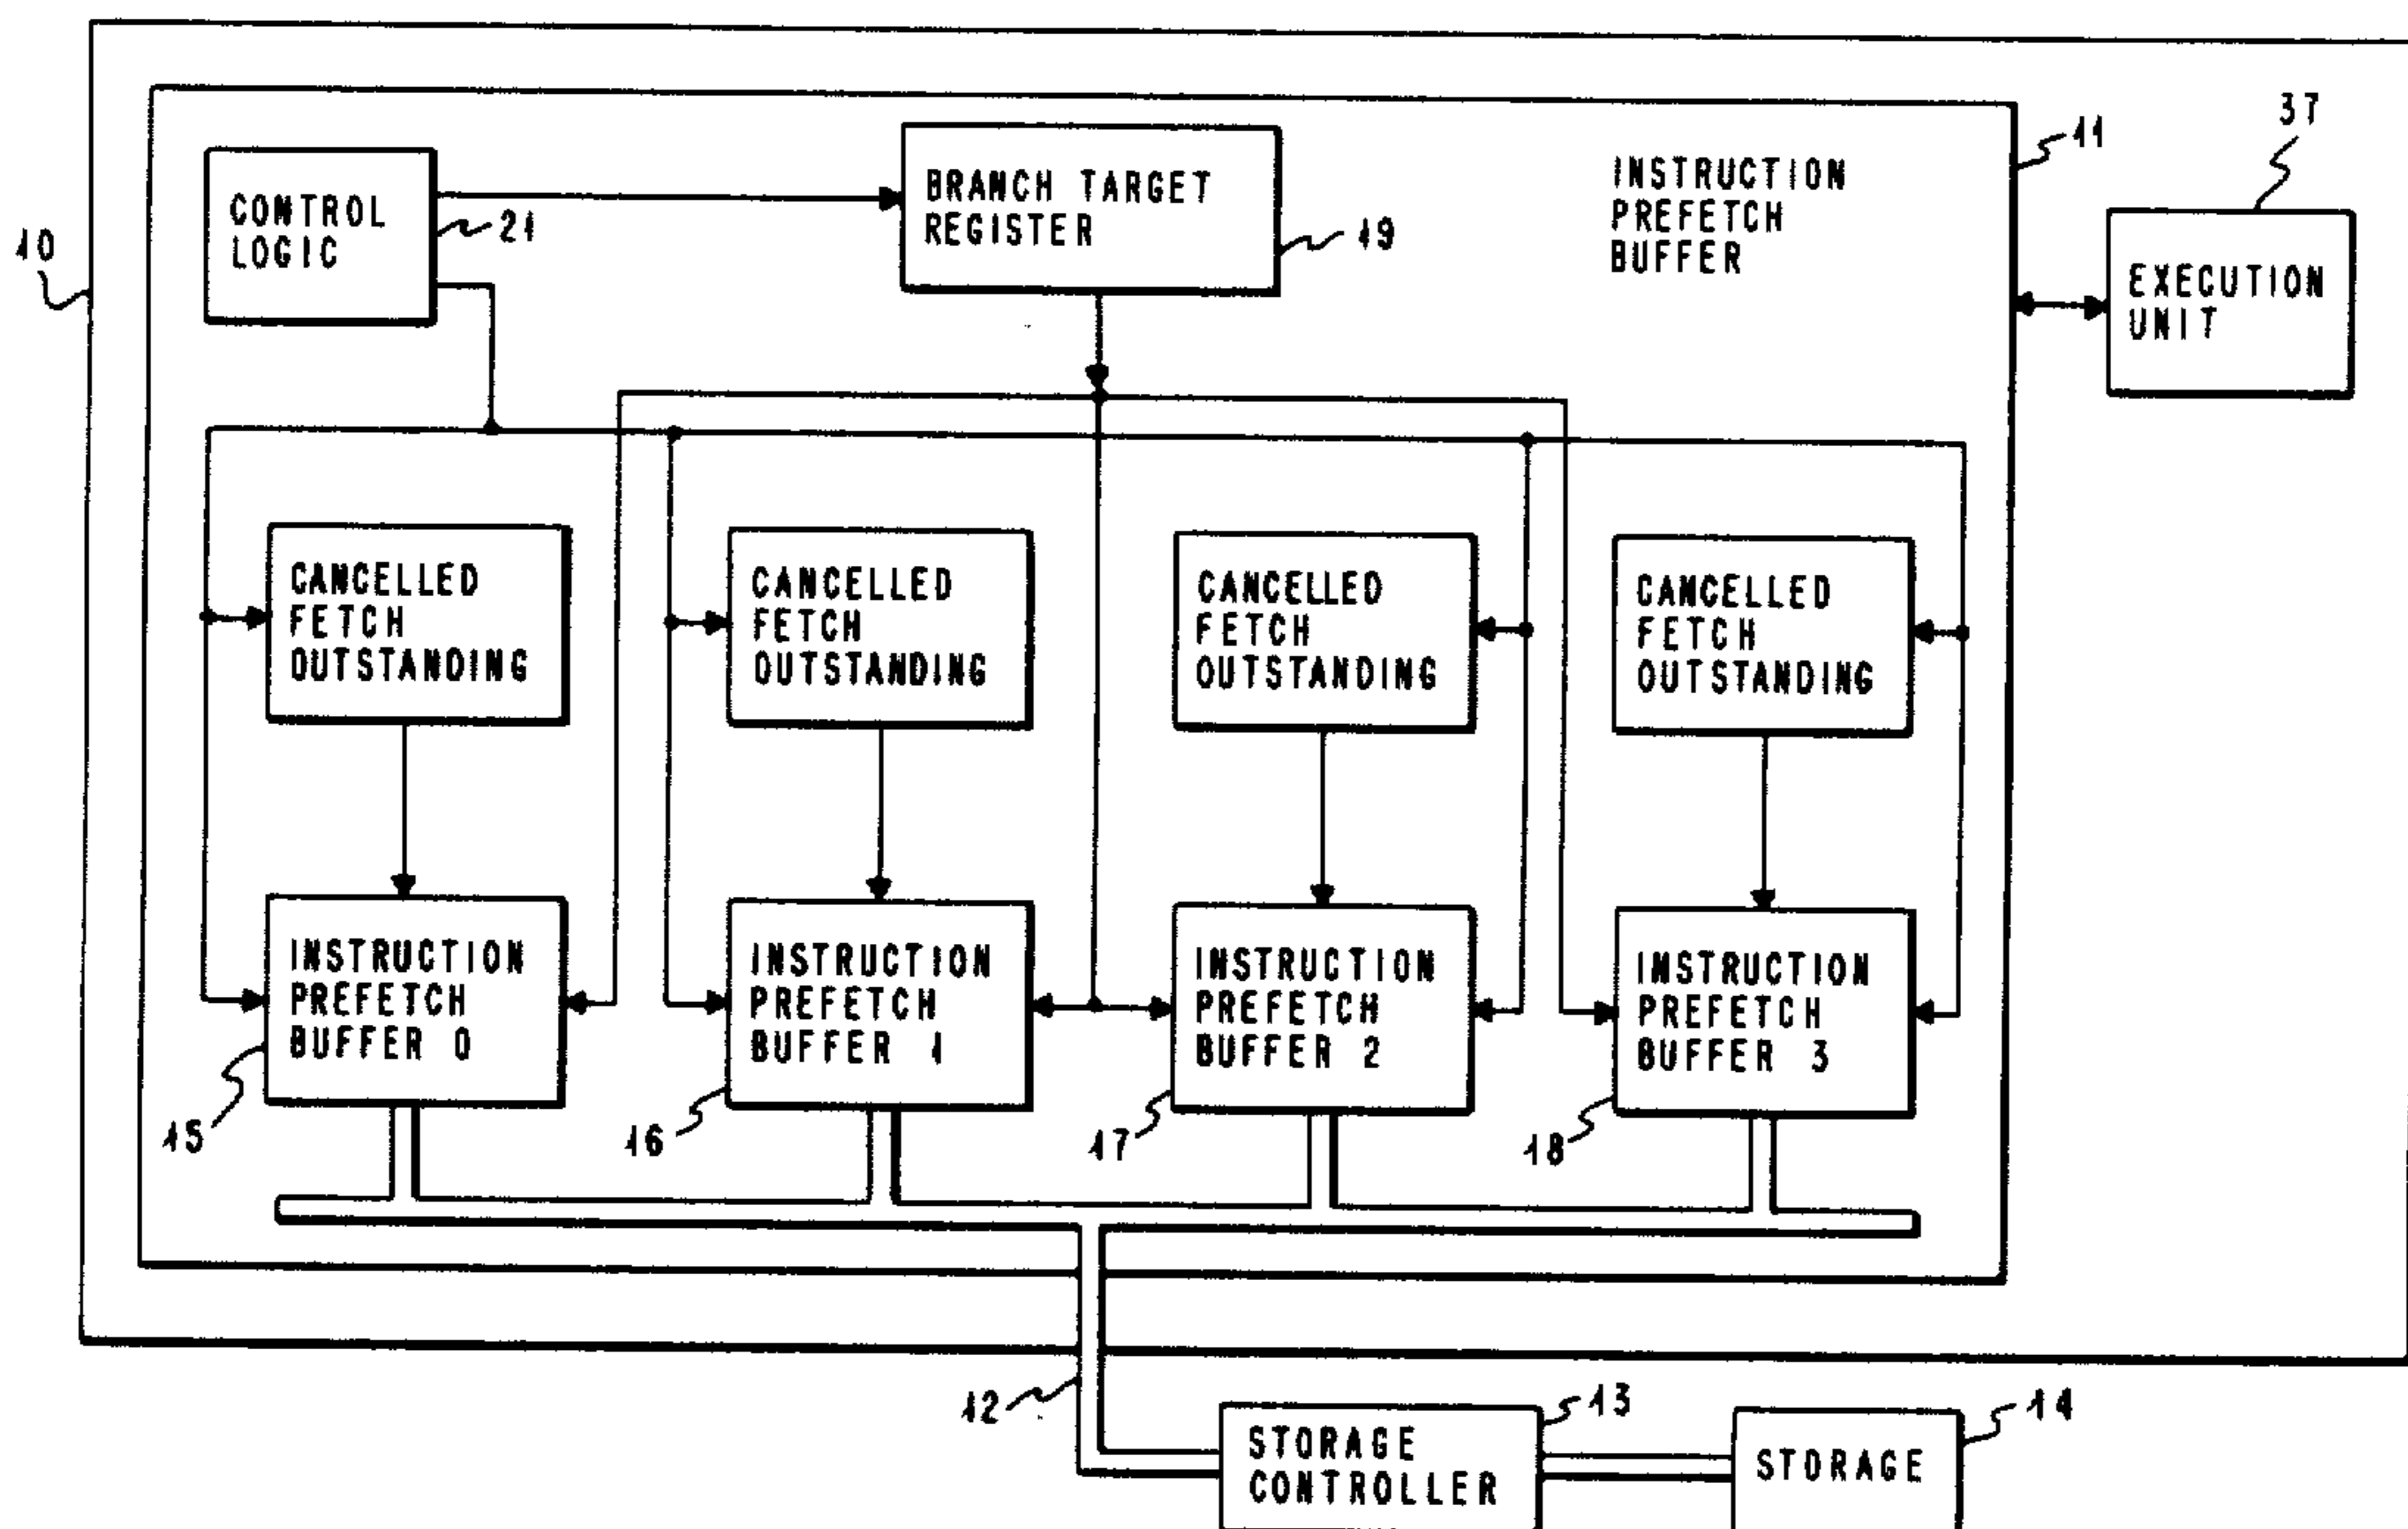 37
11
BRANCH TARGET
REGISTER
INSTRUCTION
PREFETCH
BUFFER
CONTROL
LOGIC
21
19
10
EXECUTION
UNIT
CANCELLED
FETCH
OUTSTANDING
CANCELLED
FETCH
OUTSTANDING
CANCELLED
FETCH
OUTSTANDING
CANCELLED
FETCH
OUTSTANDING
INSTRUCTION
PREFETCH
BUFFER 0
INSTRUCTION
PREFETCH
BUFFER 1
INSTRUCTION
PREFETCH
BUFFER 2
INSTRUCTION
PREFETCH
BUFFER 3
15
16
17
18
12
13
14
STORAGE
CONTROLLER
STORAGE